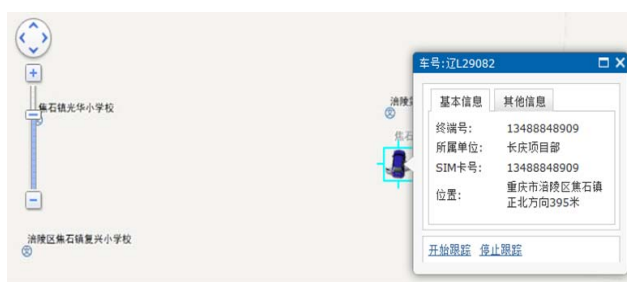 车号:辽L29082
基本信息 其他信息
终端号: 13488848909
所属单位: 长庆项目部
SIM卡号: 13488848909
位置: 重庆市涪陵区焦石镇
正北方向395米
开始跟踪 停止跟踪
焦石镇光华小学校
涪陵
焦石
涪陵区焦石镇复兴小学校